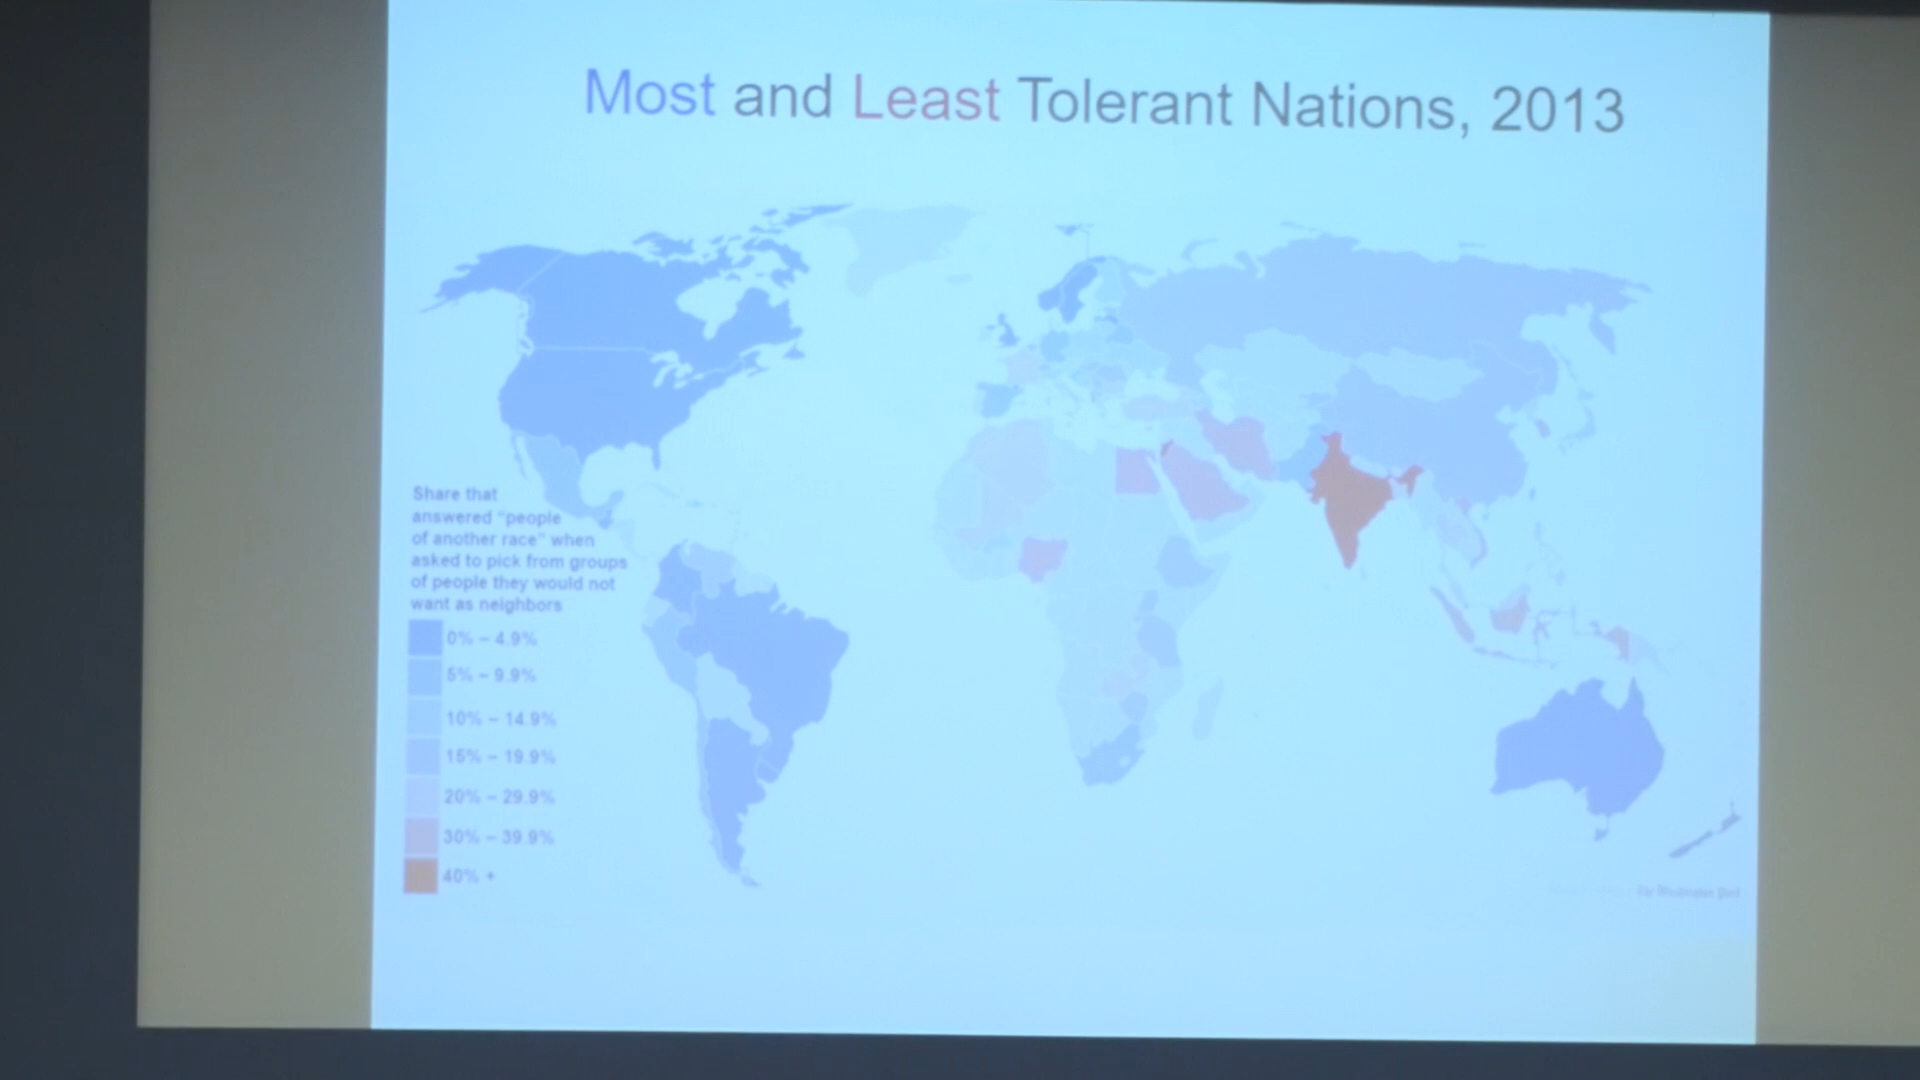 Most and Least Tolerant Nations, 2013
Share that
answered "people
of another race" when
asked to pick from groups
of people they would not
want as neighbors
0% – 4.9%
5% – 9.9%
10% – 14.9%
15% – 19.9%
20% – 29.9%
30% – 39.9%
40% +